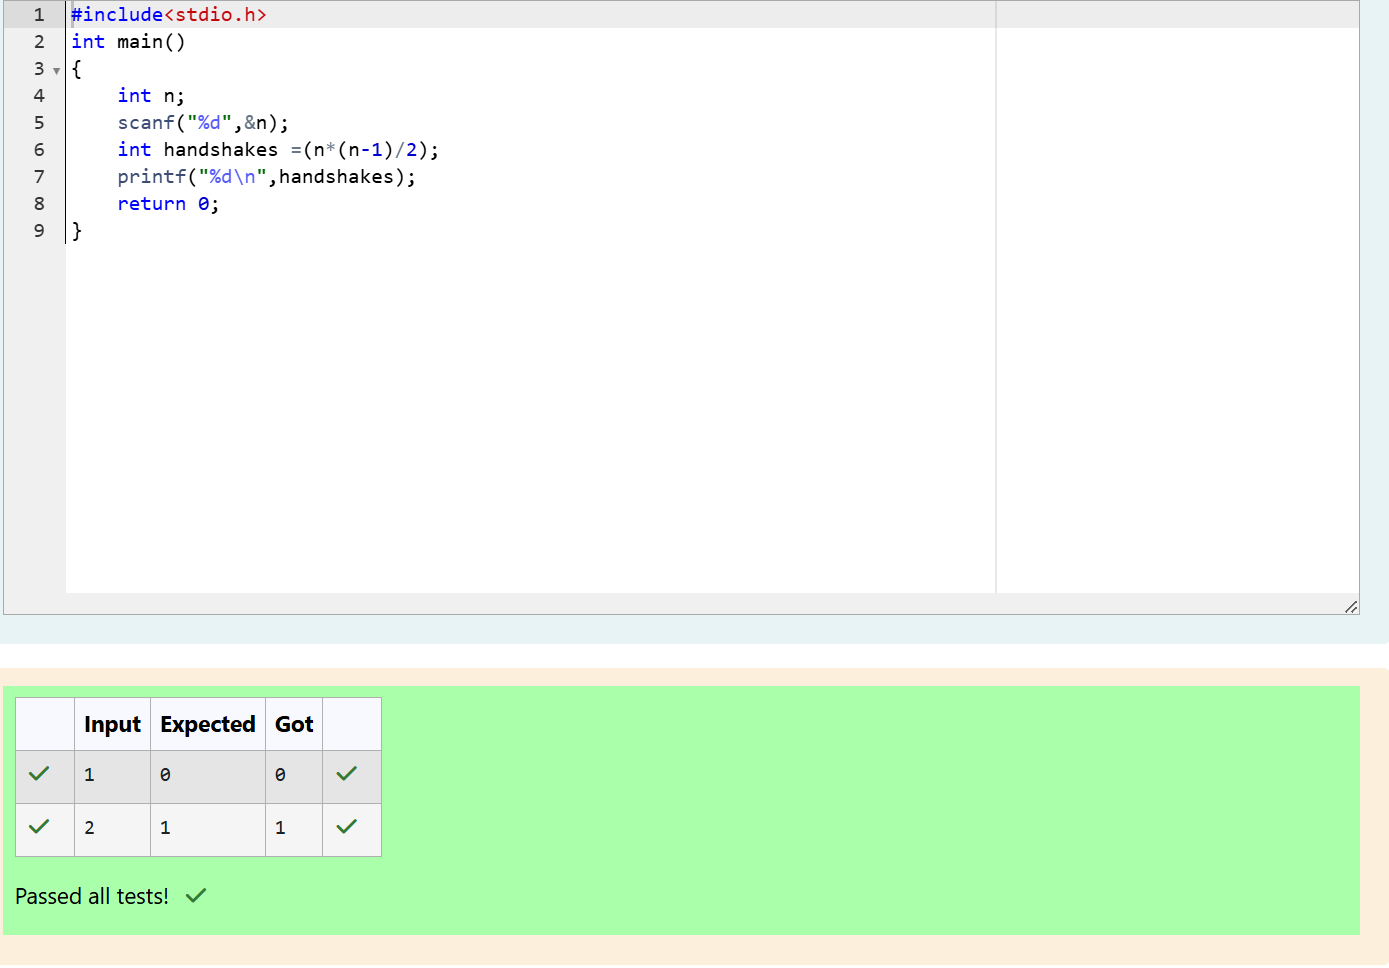 1 #include<stdio.h>
2 int main()
3 {
4     int n;
5     scanf("%d",&n);
6     int handshakes =(n*(n-1)/2);
7     printf("%d\n",handshakes);
8     return 0;
9 }
Input Expected Got
1 0 0
2 1 1
Passed all tests!